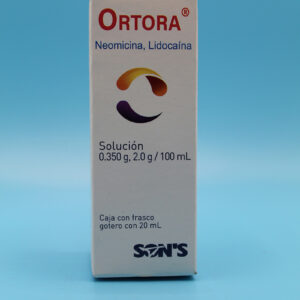 ORTORA®
Neomicina, Lidocaína
Solución
0.350 g, 2.0 g / 100 mL
Caja con frasco
gotero con 20 mL
SON'S